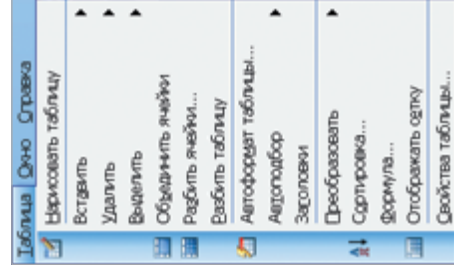 Таблица Окно Справка
Нарисовать таблицу
Вставить
Удалить
Выделить
Объединить ячейки
Разбить ячейки...
Разбить таблицу
Автоформат таблицы...
Автоподбор
Заголовки
Преобразовать
Сортировка...
Формула...
Отображать сетку
Свойства таблицы...